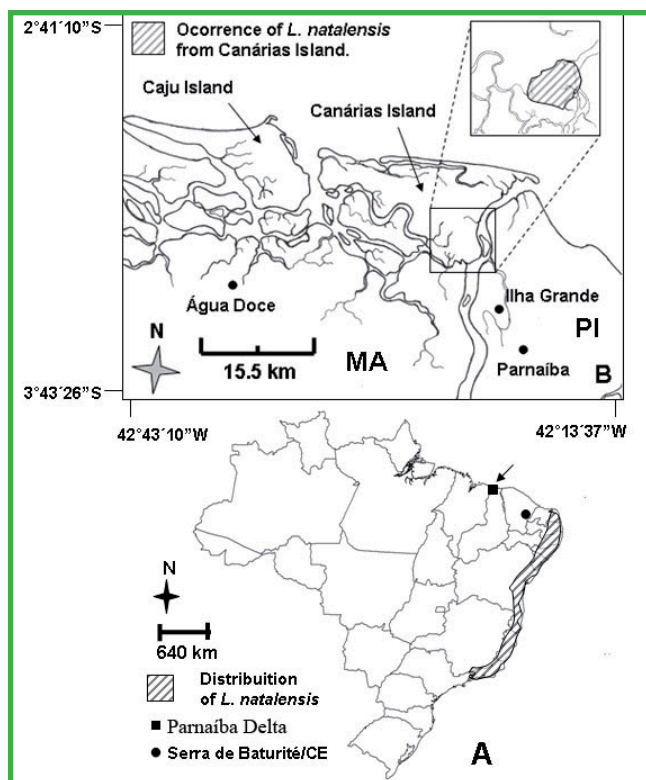 2°41´10”S
Ocorrence of L. natalensis
from Canárias Island.
Caju Island
Canárias Island
Água Doce
Ilha Grande
N
MA
PI
15.5 km
Parnaíba
B
3°43´26”S
42°43´10”W
42°13´37”W
N
640 km
Distribuition
of L. natalensis
Parnaíba Delta
Serra de Baturité/CE
A